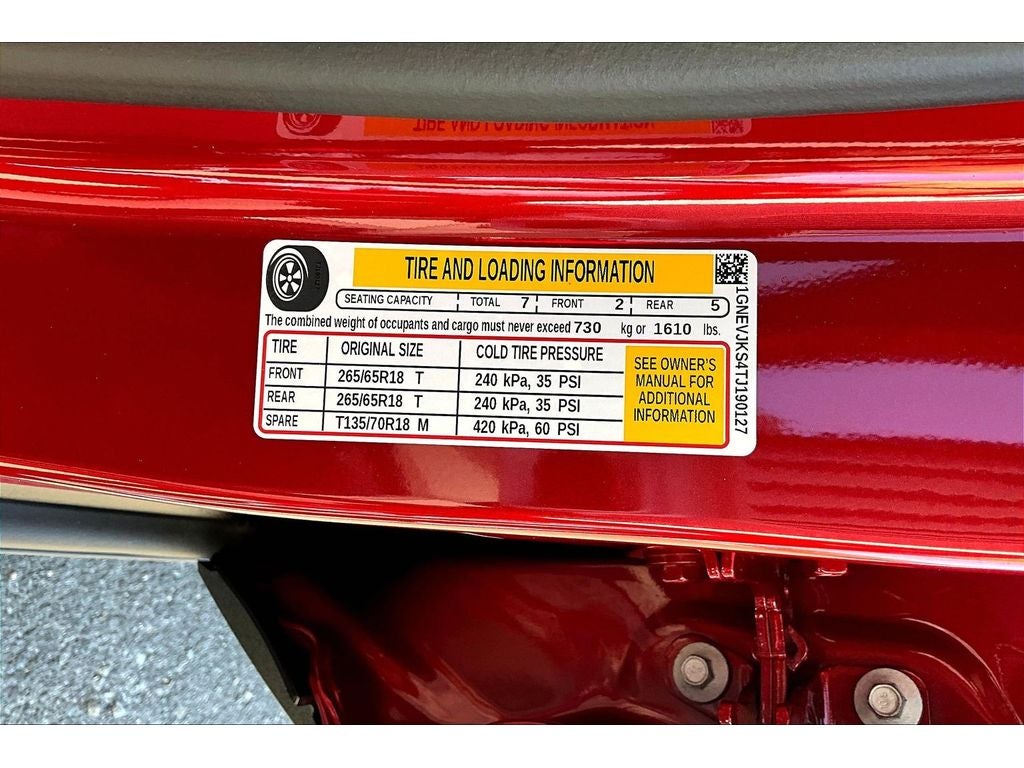 TIRE AND LOADING INFORMATION
SEATING CAPACITY TOTAL 7 FRONT 2 REAR 5
The combined weight of occupants and cargo must never exceed 730 kg or 1610 lbs.
TIRE ORIGINAL SIZE COLD TIRE PRESSURE
FRONT 265/65R18 T 240 kPa, 35 PSI
REAR 265/65R18 T 240 kPa, 35 PSI
SPARE T135/70R18 M 420 kPa, 60 PSI
SEE OWNER'S
MANUAL FOR
ADDITIONAL
INFORMATION
1GNEVJKS4TJ190127